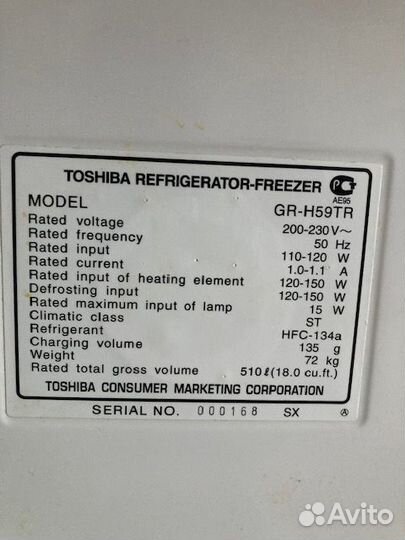 TOSHIBA REFRIGERATOR-FREEZER
AE95
MODEL GR-H59TR
Rated voltage 200-230 V~
Rated frequency 50 Hz
Rated input 110-120 W
Rated current 1.0-1.1 A
Rated input of heating element 120-150 W
Defrosting input 120-150 W
Rated maximum input of lamp 15 W
Climatic class ST
Refrigerant HFC-134a
Charging volume 135 g
Weight 72 kg
Rated total gross volume 510ℓ(18.0 cu.ft.)
TOSHIBA CONSUMER MARKETING CORPORATION
SERIAL NO. 000168 SX Ⓐ
Avito